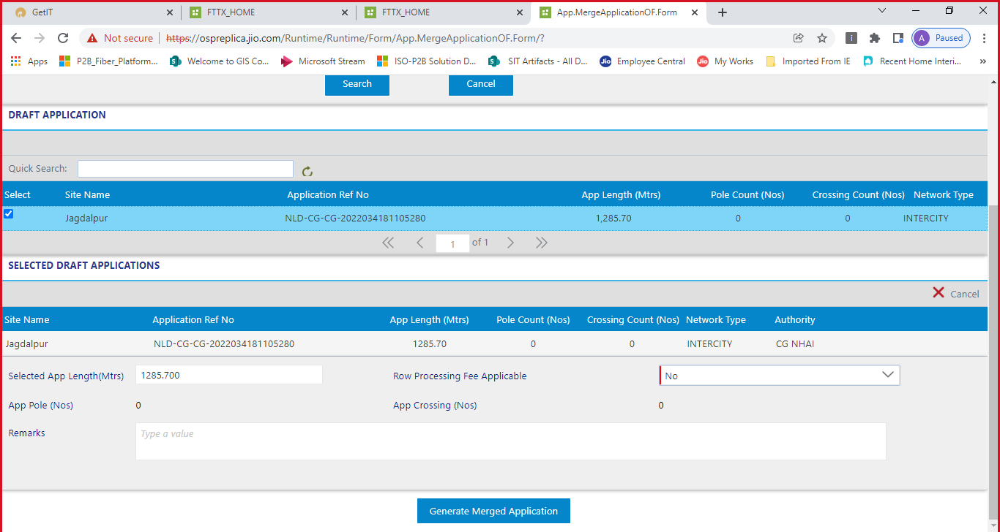 GetIT
FTTX_HOME
FTTX_HOME
App.MergeApplicationOF.Form
Not secure https://ospreplica.jio.com/Runtime/Runtime/Form/App.MergeApplicationOF.Form/? A Paused
Apps P2B_Fiber_Platform... Welcome to GIS Co... Microsoft Stream ISO-P2B Solution D... SIT Artifacts - All D... Jio Employee Central Jio My Works Imported From IE Recent Home Interi... »
Search Cancel
DRAFT APPLICATION
Quick Search:
Select Site Name Application Ref No App Length (Mtrs) Pole Count (Nos) Crossing Count (Nos) Network Type
Jagdalpur NLD-CG-CG-2022034181105280 1,285.70 0 0 INTERCITY
1 of 1
SELECTED DRAFT APPLICATIONS
Cancel
Site Name Application Ref No App Length (Mtrs) Pole Count (Nos) Crossing Count (Nos) Network Type Authority
Jagdalpur NLD-CG-CG-2022034181105280 1285.70 0 0 INTERCITY CG NHAI
Selected App Length(Mtrs) 1285.700 Row Processing Fee Applicable No
App Pole (Nos) 0 App Crossing (Nos) 0
Remarks Type a value
Generate Merged Application